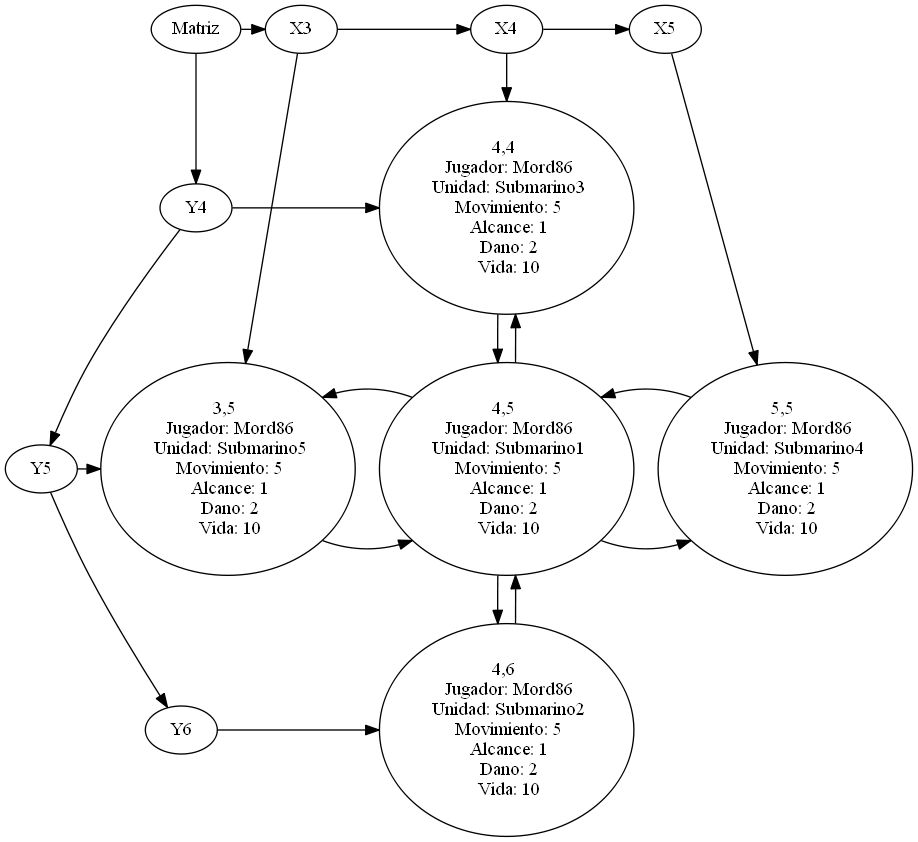 Matriz
X3
X4
X5
4,4
Jugador: Mord86
Unidad: Submarino3
Movimiento: 5
Alcance: 1
Dano: 2
Vida: 10
Y4
3,5
Jugador: Mord86
Unidad: Submarino5
Movimiento: 5
Alcance: 1
Dano: 2
Vida: 10
4,5
Jugador: Mord86
Unidad: Submarino1
Movimiento: 5
Alcance: 1
Dano: 2
Vida: 10
5,5
Jugador: Mord86
Unidad: Submarino4
Movimiento: 5
Alcance: 1
Dano: 2
Vida: 10
Y5
4,6
Jugador: Mord86
Unidad: Submarino2
Movimiento: 5
Alcance: 1
Dano: 2
Vida: 10
Y6